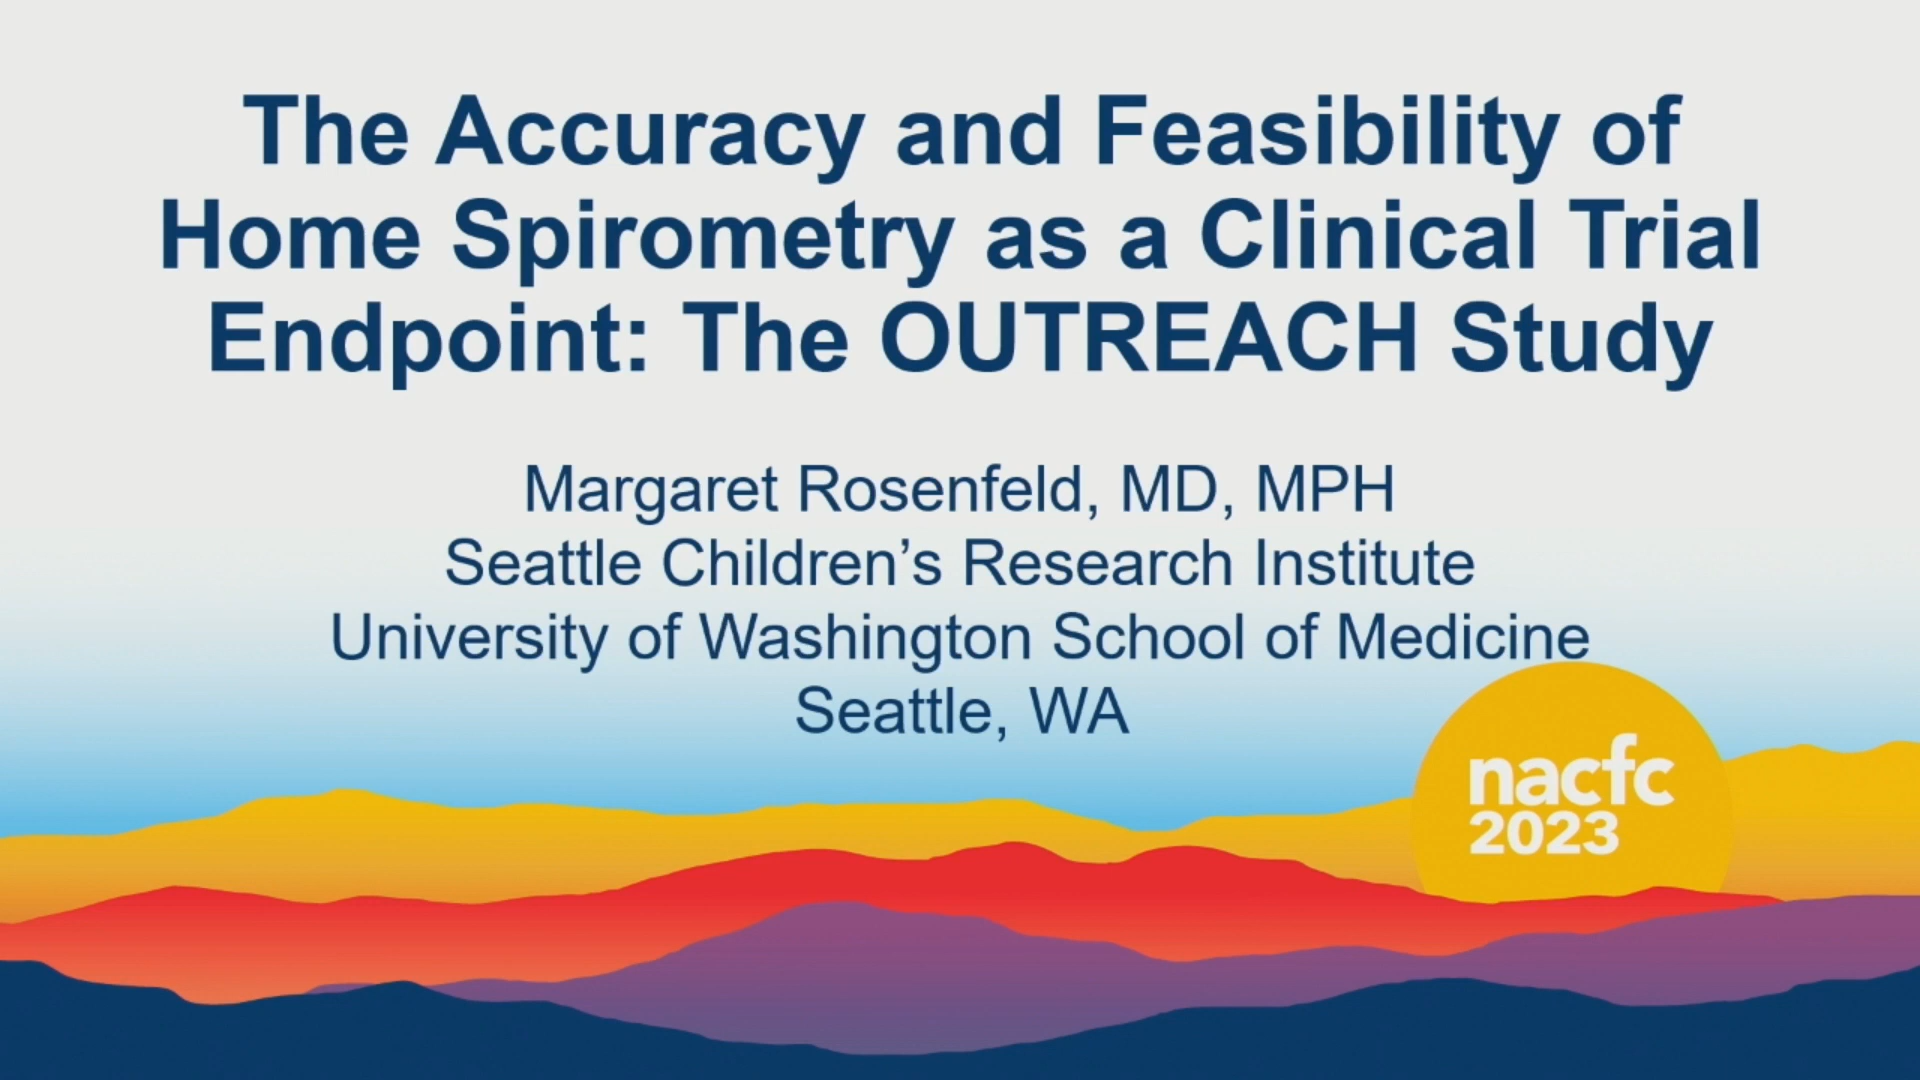 The Accuracy and Feasibility of
Home Spirometry as a Clinical Trial
Endpoint: The OUTREACH Study
Margaret Rosenfeld, MD, MPH
Seattle Children’s Research Institute
University of Washington School of Medicine
Seattle, WA
nacfc
2023